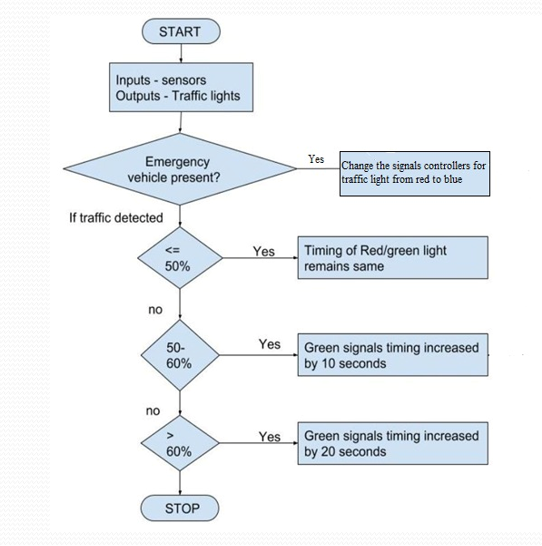 START
Inputs - sensors
Outputs - Traffic lights
Emergency
vehicle present?
Yes
Change the signals controllers for
traffic light from red to blue
If traffic detected
<=
50%
Yes
Timing of Red/green light
remains same
no
50-
60%
Yes
Green signals timing increased
by 10 seconds
no
>
60%
Yes
Green signals timing increased
by 20 seconds
STOP